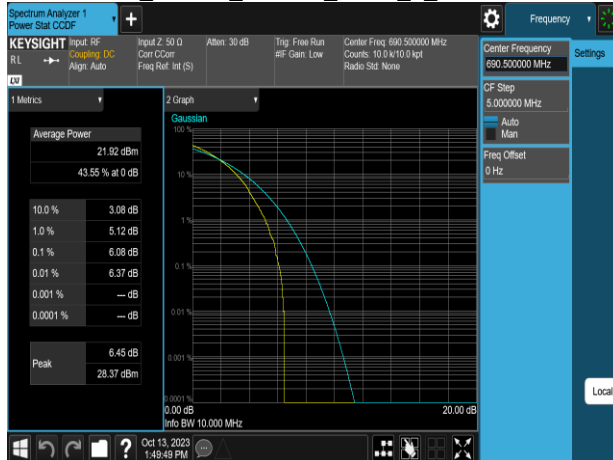 Spectrum Analyzer 1
Power Stat CCDF
+
Frequency
KEYSIGHT
RL
LXI
Input: RF
Coupling: DC
Align: Auto
Input Z: 50 Ω
Corr CCorr
Freq Ref: Int (S)
Atten: 30 dB
Trig: Free Run
#IF Gain: Low
Center Freq: 690.500000 MHz
Counts: 10.0 k/10.0 kpt
Radio Std: None
Center Frequency
690.500000 MHz
Settings
CF Step
5.000000 MHz
Auto
Man
Freq Offset
0 Hz
1 Metrics
Average Power
21.92 dBm
43.55 % at 0 dB
10.0 % 3.08 dB
1.0 % 5.12 dB
0.1 % 6.08 dB
0.01 % 6.37 dB
0.001 % --- dB
0.0001 % --- dB
Peak
6.45 dB
28.37 dBm
2 Graph
Gaussian
100 %
10 %
1 %
0.1 %
0.01 %
0.001 %
0.0001 %
0.00 dB
20.00 dB
Info BW 10.000 MHz
Local
?
Oct 13, 2023
1:49:49 PM